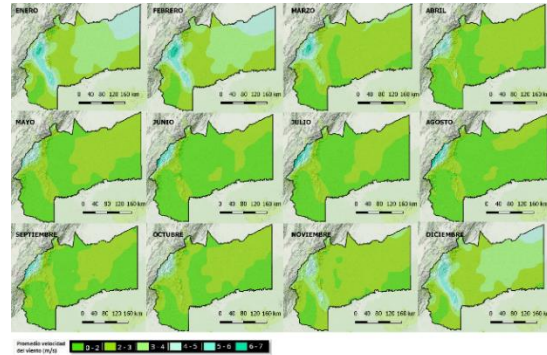 ENERO
FEBRERO
MARZO
ABRIL
0 40 80 120 160 km
0 40 80 120 160 km
0 40 80 120 160 km
0 40 80 120 160 km
MAYO
JUNIO
JULIO
AGOSTO
0 40 80 120 160 km
0 40 80 120 160 km
0 40 80 120 160 km
0 40 80 120 160 km
SEPTIEMBRE
OCTUBRE
NOVIEMBRE
DICIEMBRE
0 40 80 120 160 km
0 40 80 120 160 km
0 40 80 120 160 km
0 40 80 120 160 km
Promedio velocidad
del viento (m/s)
0 - 2
2 - 3
3 - 4
4 - 5
5 - 6
6 - 7